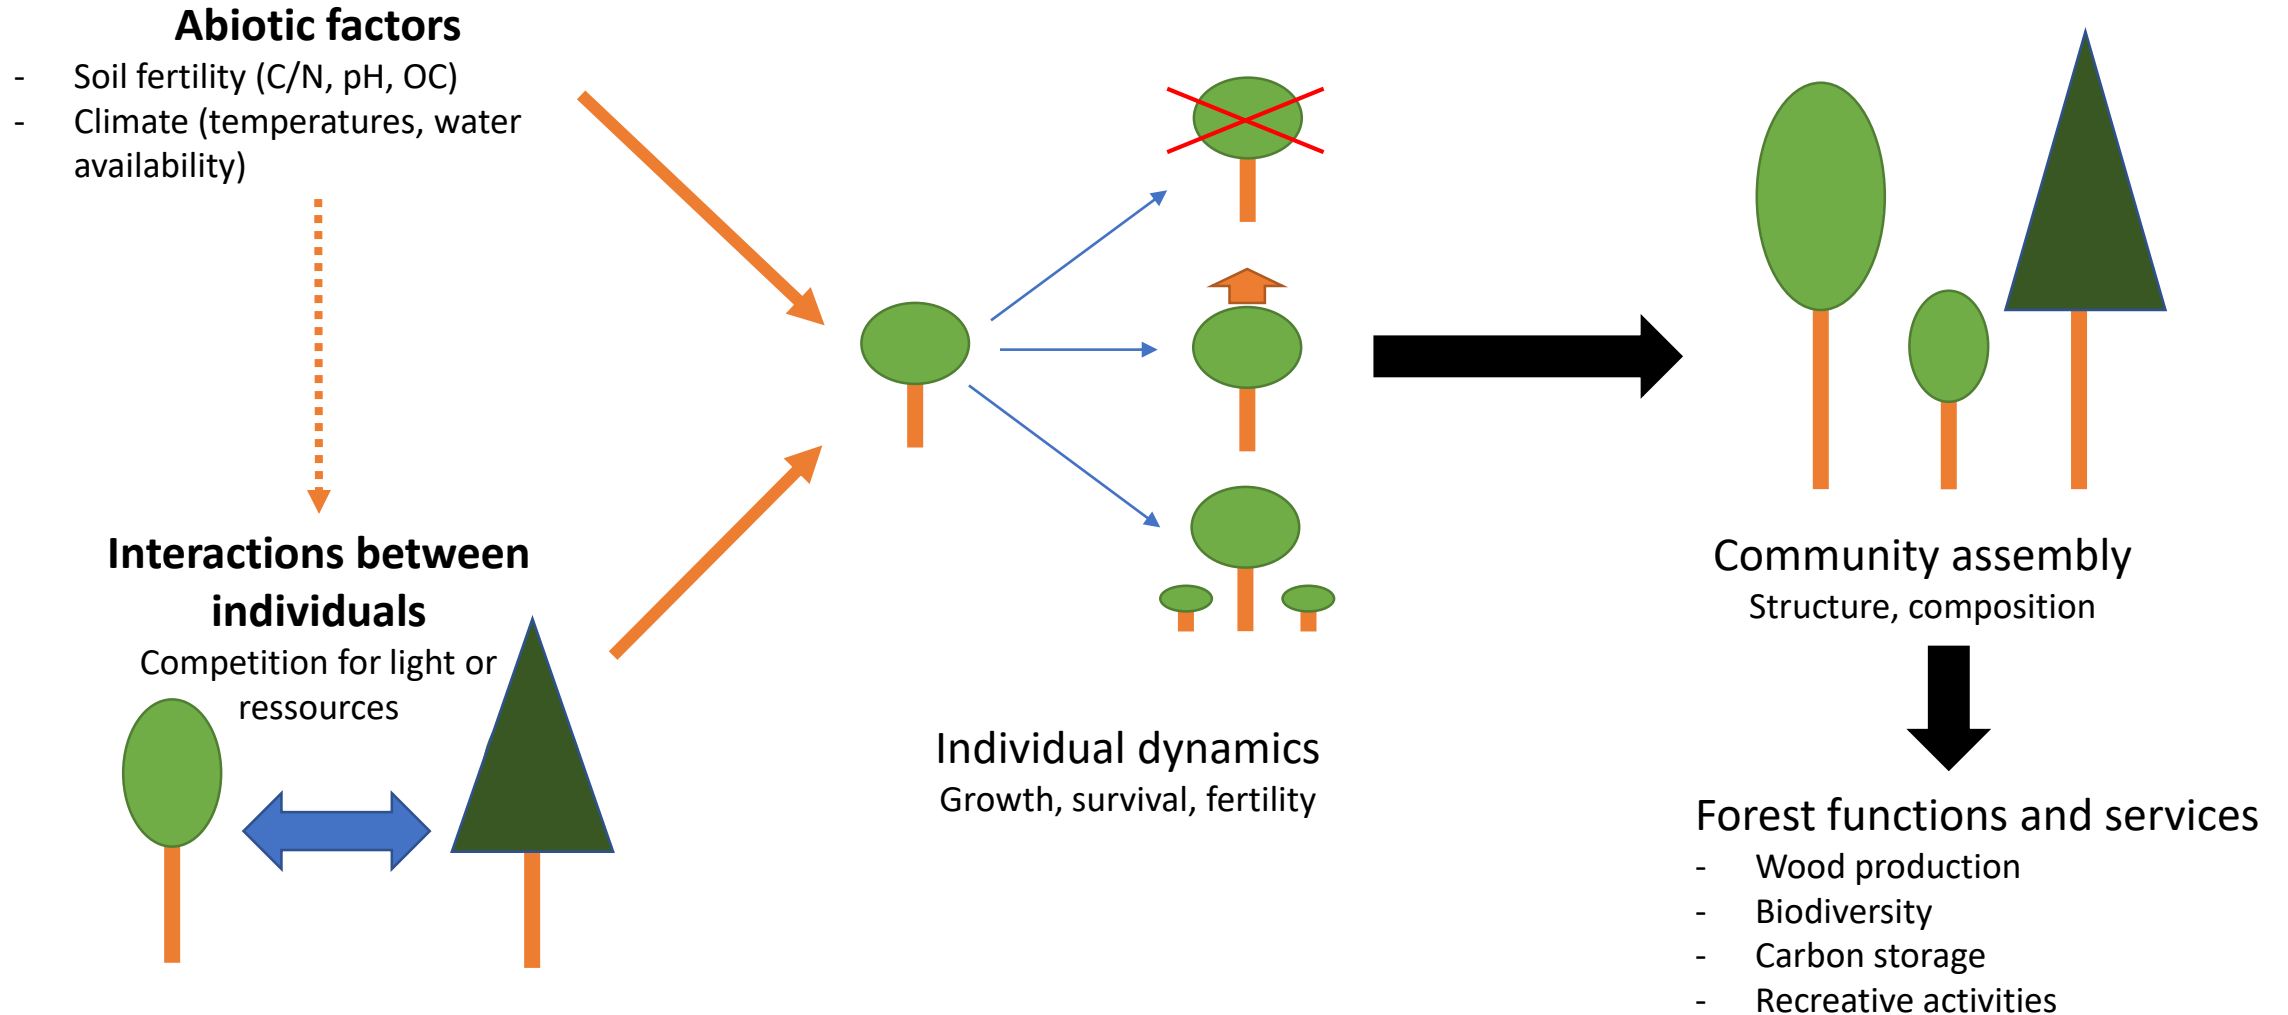 Abiotic factors
- Soil fertility (C/N, pH, OC)
- Climate (temperatures, water
availability)
Interactions between
individuals
Competition for light or
ressources
Individual dynamics
Growth, survival, fertility
Community assembly
Structure, composition
Forest functions and services
- Wood production
- Biodiversity
- Carbon storage
- Recreative activities